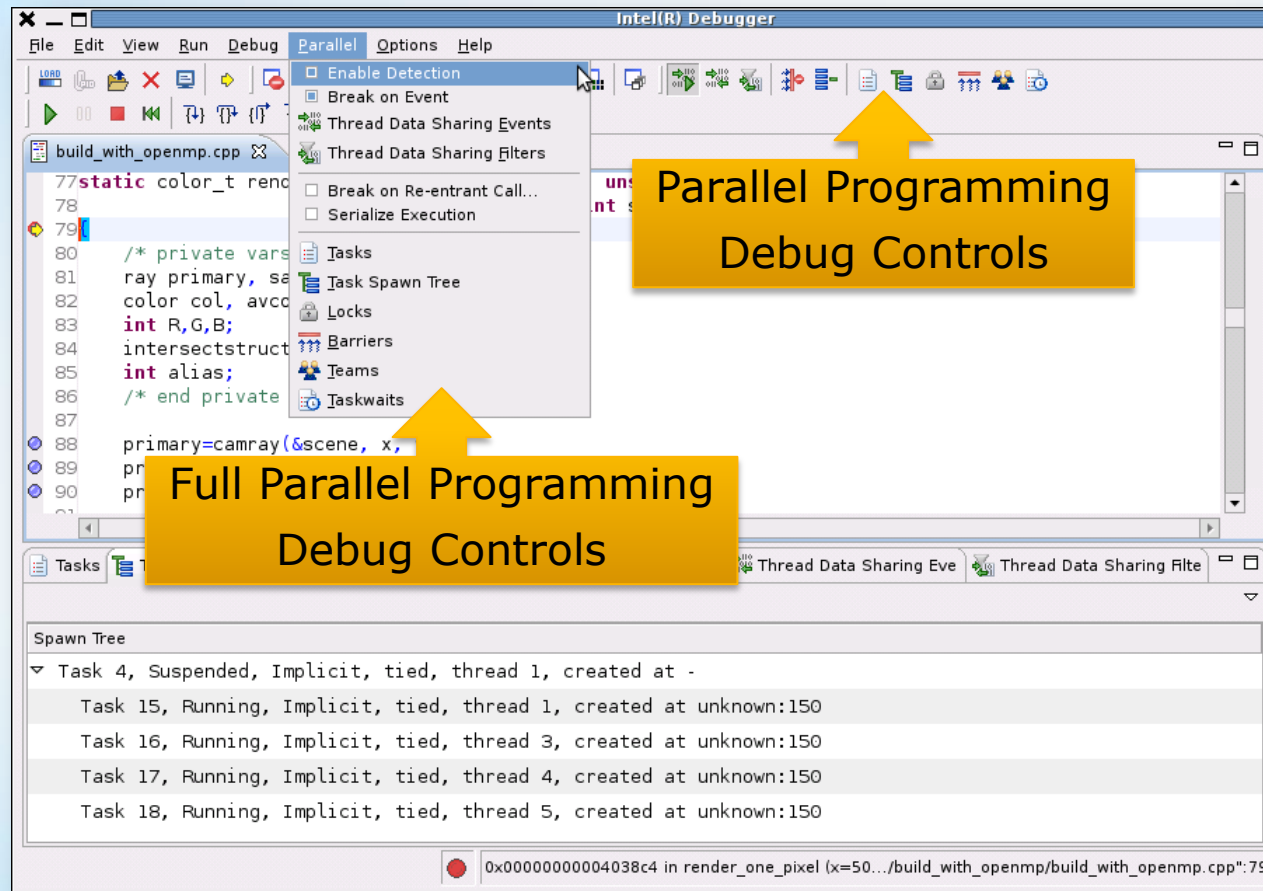 Intel(R) Debugger
File Edit View Run Debug Parallel Options Help
LOAD
Enable Detection
Break on Event
Thread Data Sharing Events
Thread Data Sharing Filters
Break on Re-entrant Call...
Serialize Execution
Tasks
Task Spawn Tree
Locks
Barriers
Teams
Taskwaits
Parallel Programming
Debug Controls
build_with_openmp.cpp
77 static color_t rend uns
78 int s
79 {
80 /* private vars
81 ray primary, sa
82 color col, avco
83 int R,G,B;
84 intersectstruct
85 int alias;
86 /* end private
87
88 primary=camray(&scene, x,
89 pr
90 pr
Full Parallel Programming
Debug Controls
Tasks T Thread Data Sharing Eve Thread Data Sharing Filte
Spawn Tree
Task 4, Suspended, Implicit, tied, thread 1, created at -
Task 15, Running, Implicit, tied, thread 1, created at unknown:150
Task 16, Running, Implicit, tied, thread 3, created at unknown:150
Task 17, Running, Implicit, tied, thread 4, created at unknown:150
Task 18, Running, Implicit, tied, thread 5, created at unknown:150
0x00000000004038c4 in render_one_pixel (x=50.../build_with_openmp/build_with_openmp.cpp":79